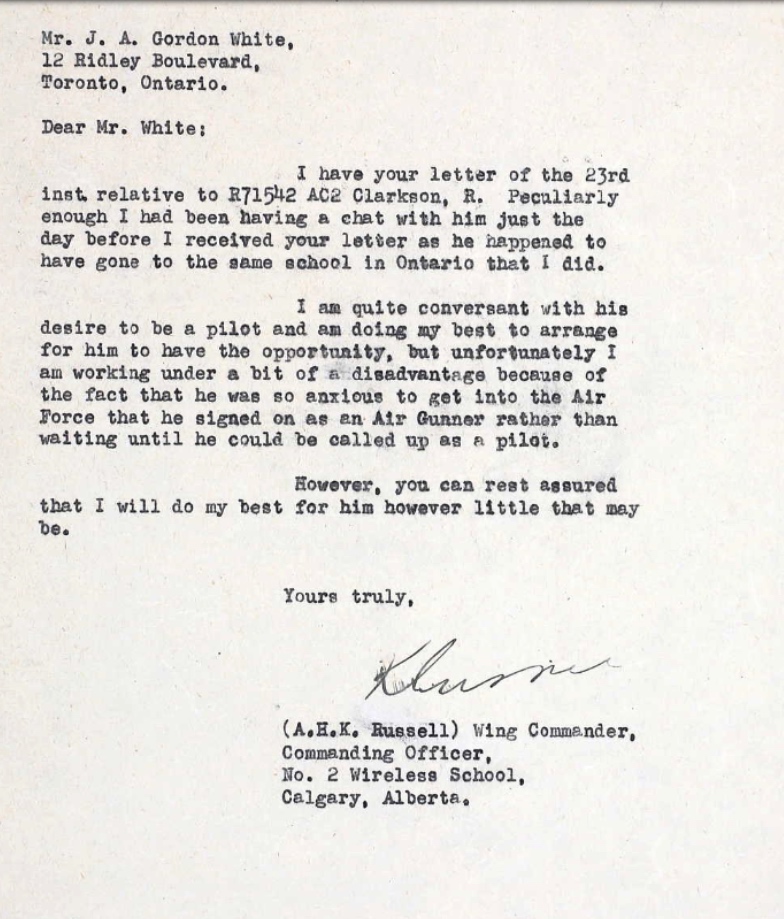 Mr. J. A. Gordon White,
12 Ridley Boulevard,
Toronto, Ontario.
Dear Mr. White:
I have your letter of the 23rd
inst. relative to R71542 AC2 Clarkson, R. Peculiarly
enough I had been having a chat with him just the
day before I received your letter as he happened to
have gone to the same school in Ontario that I did.
I am quite conversant with his
desire to be a pilot and am doing my best to arrange
for him to have the opportunity, but unfortunately I
am working under a bit of a disadvantage because of
the fact that he was so anxious to get into the Air
Force that he signed on as an Air Gunner rather than
waiting until he could be called up as a pilot.
However, you can rest assured
that I will do my best for him however little that may
be.
Yours truly,
(A.H.K. Russell) Wing Commander,
Commanding Officer,
No. 2 Wireless School,
Calgary, Alberta.